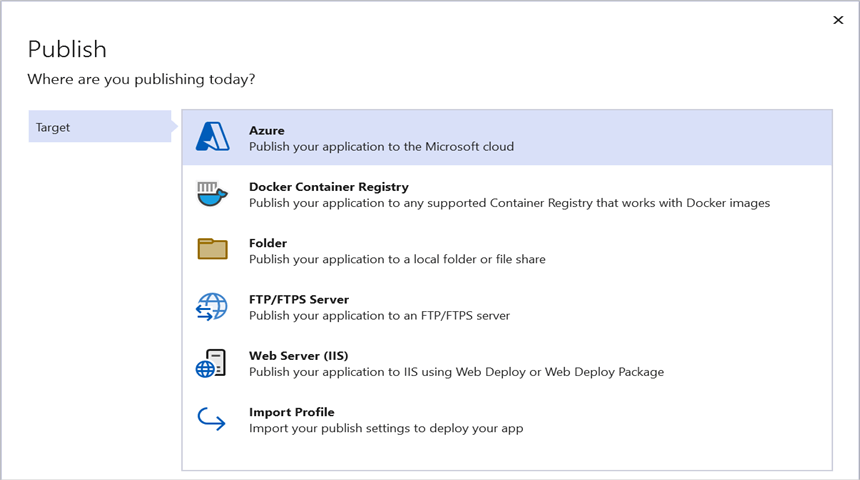 Publish
Where are you publishing today?
Target
Azure
Publish your application to the Microsoft cloud
Docker Container Registry
Publish your application to any supported Container Registry that works with Docker images
Folder
Publish your application to a local folder or file share
FTP/FTPS Server
Publish your application to an FTP/FTPS server
Web Server (IIS)
Publish your application to IIS using Web Deploy or Web Deploy Package
Import Profile
Import your publish settings to deploy your app